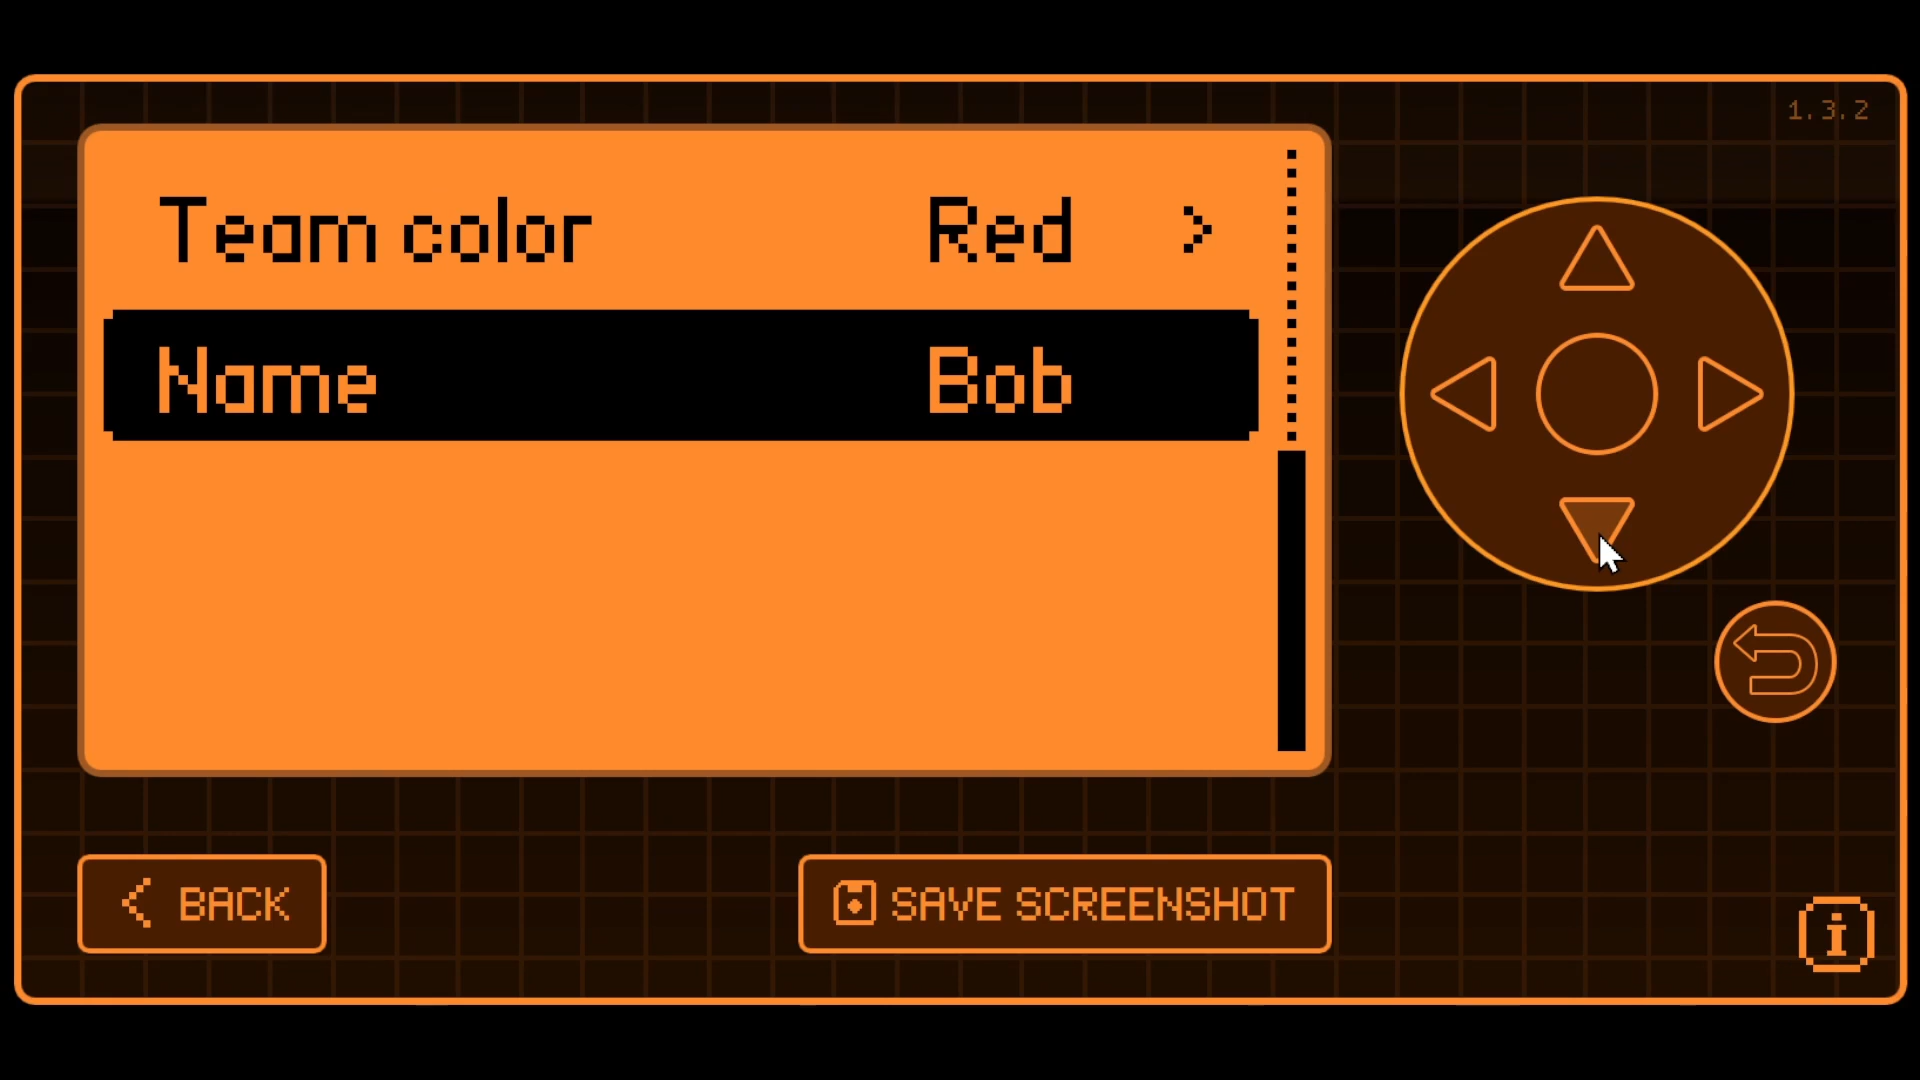 1.3.2
Team color Red >
Name Bob
BACK
SAVE SCREENSHOT
i